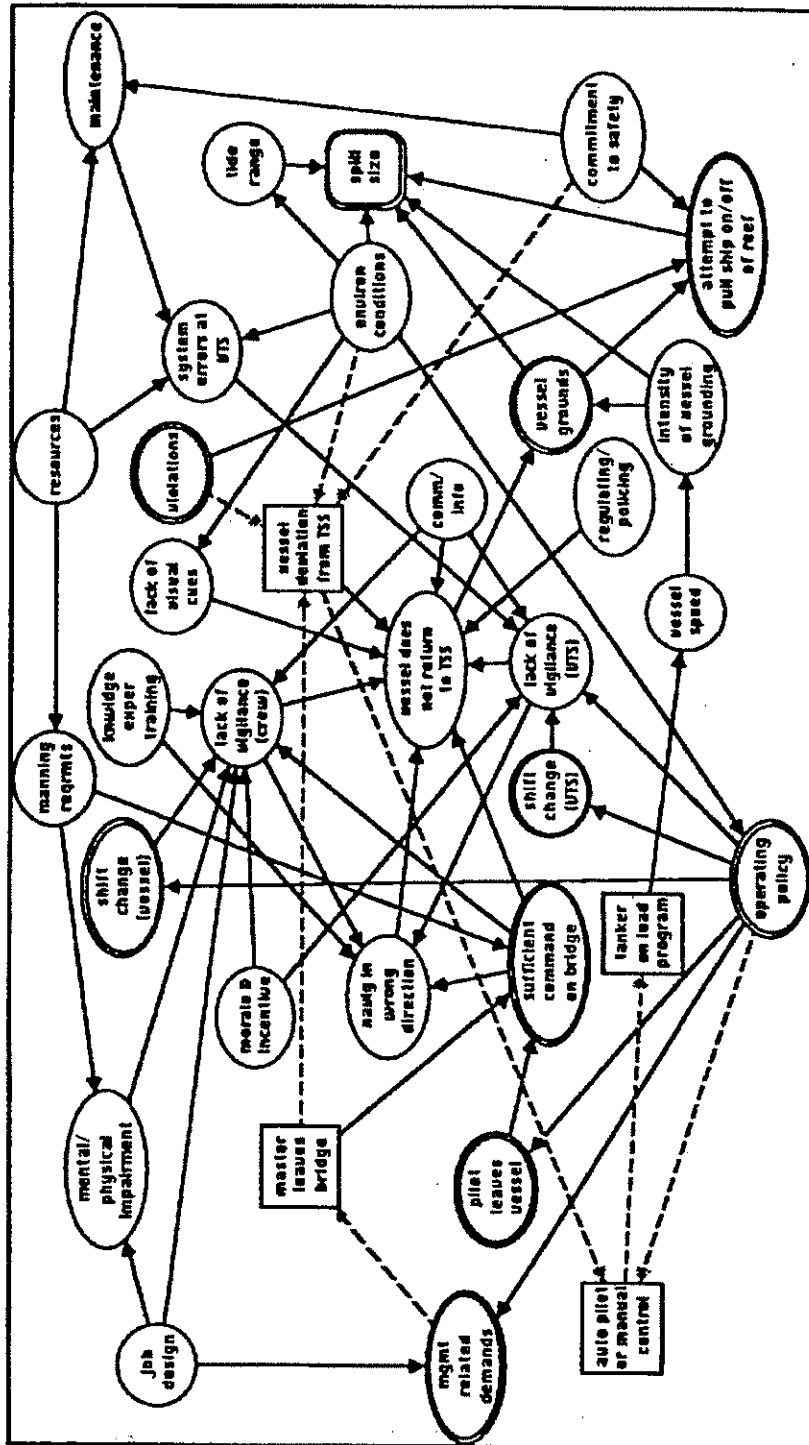 job
design
mental/
physical
impairment
manning
reqrmts
resources
maintenance
shift
change
(vessel)
knowldge
exper
training
lack of
visual
cues
violations
system
errors at
VTS
tide
range
morale &
incentive
lack of
vigilance
(crew)
vessel
deviation
from TSS
environ
conditions
spill
size
master
leaves
bridge
navig in
wrong
direction
vessel does
not return
to TSS
comm/
info
mgmt
related
demands
pilot
leaves
vessel
sufficient
command
on bridge
shift
change
(VTS)
lack of
vigilance
(VTS)
regulating/
policing
vessel
grounds
commitment
to safety
auto pilot
or manual
control
tanker
on load
program
vessel
speed
intensity
of vessel
grounding
attempt to
pull ship on/off
of reef
operating
policy